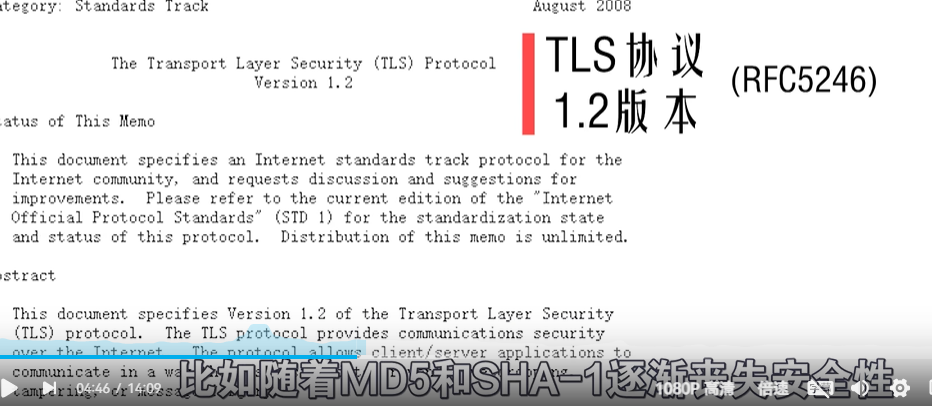 ategory: Standards Track August 2008
TLS协议
1.2版本
(RFC5246)
The Transport Layer Security (TLS) Protocol
Version 1.2
atus of This Memo
This document specifies an Internet standards track protocol for the
Internet community, and requests discussion and suggestions for
improvements. Please refer to the current edition of the "Internet
Official Protocol Standards" (STD 1) for the standardization state
and status of this protocol. Distribution of this memo is unlimited.
stract
This document specifies Version 1.2 of the Transport Layer Security
(TLS) protocol. The TLS protocol provides communications security
over the Internet. The protocol allows client/server applications to
communicate in a wa
tampering, or messag
比如随着MD5和SHA-1逐渐丧失安全性
04:46 / 14:09 1080P 高清 倍速